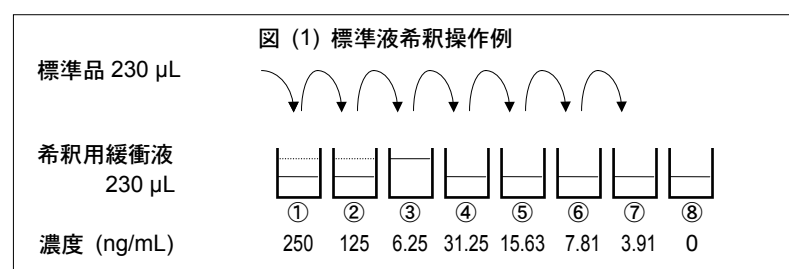 図 (1) 標準液希釈操作例
標準品 230 µL
希釈用緩衝液
230 µL
① ② ③ ④ ⑤ ⑥ ⑦ ⑧
濃度 (ng/mL) 250 125 6.25 31.25 15.63 7.81 3.91 0